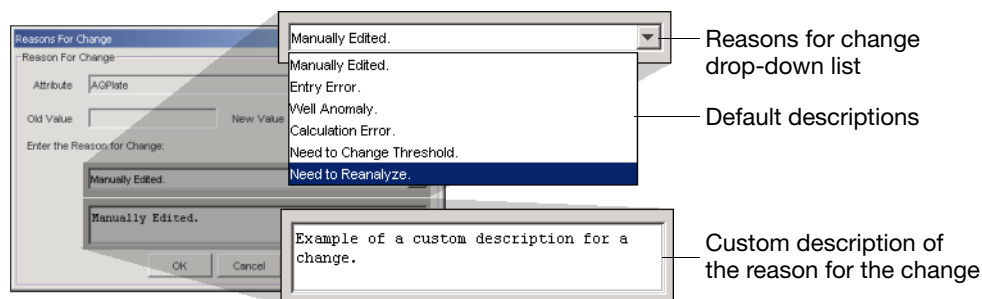 Reasons For Change
Reason For Change
Attribute
AQPlate
Old Value
New Value
Enter the Reason for Change:
Manually Edited.
Manually Edited.
OK
Cancel
Manually Edited.
Manually Edited.
Entry Error.
Well Anomaly.
Calculation Error.
Need to Change Threshold.
Need to Reanalyze.
Example of a custom description for a
change.
Reasons for change
drop-down list
Default descriptions
Custom description of
the reason for the change